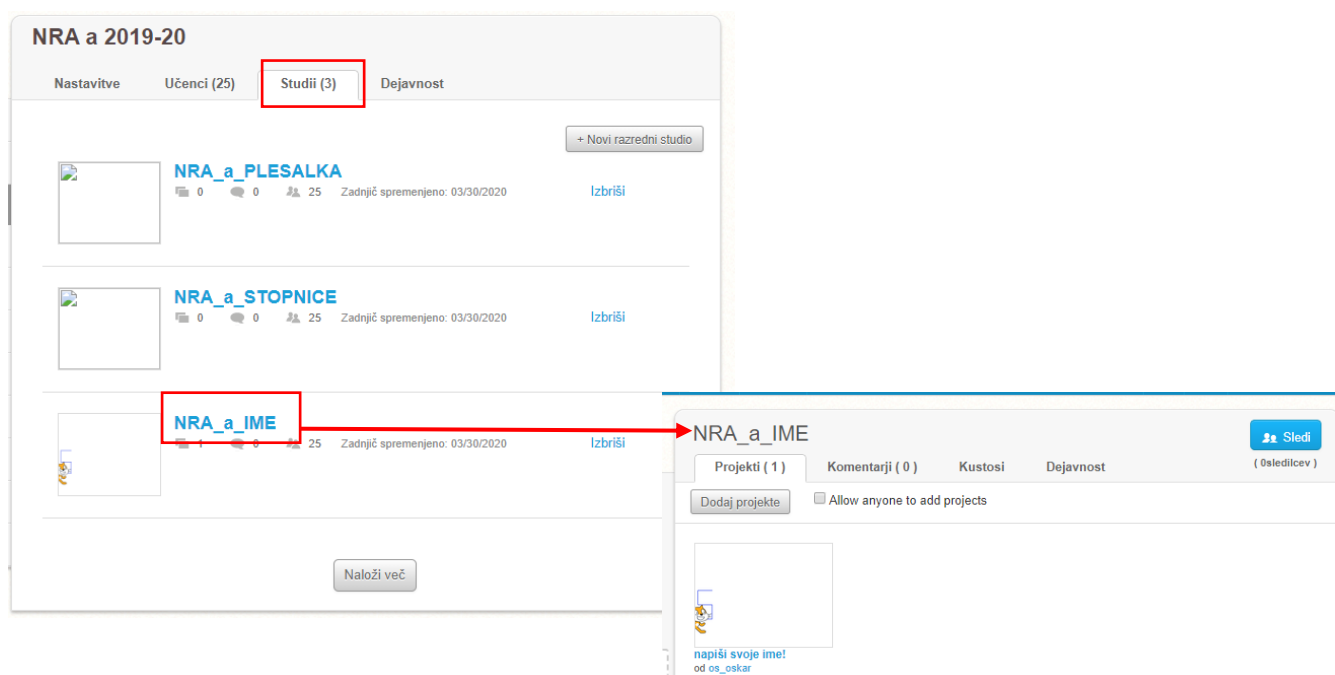 NRA a 2019-20
Nastavitve Učenci (25) Studii (3) Dejavnost
+ Novi razredni studio
NRA_a_PLESALKA
0 0 25 Zadnjič spremenjeno: 03/30/2020 Izbriši
NRA_a_STOPNICE
0 0 25 Zadnjič spremenjeno: 03/30/2020 Izbriši
NRA_a_IME
1 0 25 Zadnjič spremenjeno: 03/30/2020 Izbriši
Naloži več
NRA_a_IME
Sledi
( 0sledilcev )
Projekti ( 1 ) Komentarji ( 0 ) Kustosi Dejavnost
Dodaj projekte Allow anyone to add projects
napiši svoje ime!
od os_oskar